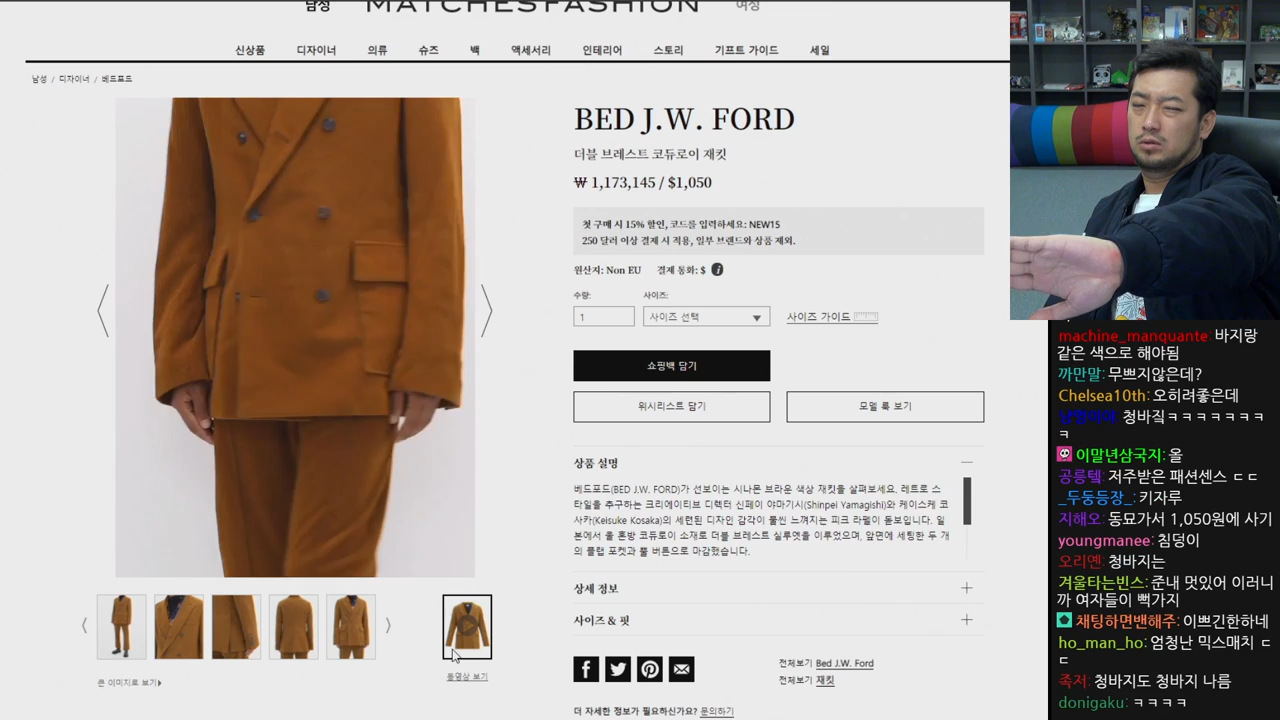 남성
MATCHESFASHION
여성
신상품 디자이너 의류 슈즈 백 액세서리 인테리어 스토리 기프트 가이드 세일
남성 / 디자이너 / 베드포드
BED J.W. FORD
더블 브레스트 코듀로이 재킷
₩ 1,173,145 / $1,050
첫 구매 시 15% 할인, 코드를 입력하세요: NEW15
250 달러 이상 결제 시 적용, 일부 브랜드와 상품 제외.
원산지: Non EU 결제 통화: $ i
수량: 사이즈:
1 사이즈 선택 사이즈 가이드
쇼핑백 담기
위시리스트 담기 모델 룩 보기
상품 설명
베드포드(BED J.W. FORD)가 선보이는 시나몬 브라운 색상 재킷을 살펴보세요. 레트로 스
타일을 추구하는 크리에이티브 디렉터 신페이 야마기시(Shinpei Yamagishi)와 케이스케 코
사카(Keisuke Kosaka)의 세련된 디자인 감각이 물씬 느껴지는 피크 라펠이 돋보입니다. 일
본에서 울 혼방 코듀로이 소재로 더블 브레스트 실루엣을 이루었으며, 앞면에 세팅한 두 개
의 플랩 포켓과 뿔 버튼으로 마감했습니다.
상세 정보
사이즈 & 핏
전체보기 Bed J.W. Ford
전체보기 재킷
더 자세한 정보가 필요하신가요? 문의하기
큰 이미지로 보기
동영상 보기
machine_manquante: 바지랑
같은 색으로 해야됨
까만말: 무쁘지않은데?
Chelsea10th: 오히려좋은데
청바짘ㅋㅋㅋㅋㅋㅋㅋ
ㅋ
이말년삼국지: 올
공룡텤: 저주받은 패션센스 ㄷㄷ
_두둥등장_: 키자루
지해오: 동묘가서 1,050원에 사기
youngmanee: 침덩이
오리옌: 청바지는
겨울타는빈스: 준내 멋있어 이러니
까 여자들이 뻑가지
채팅하면밴해주: 이쁘긴한하네
ho_man_ho: 엄청난 믹스매치 ㄷ
ㄷ
족저: 청바지도 청바지 나름
donigaku: ㅋㅋㅋㅋ